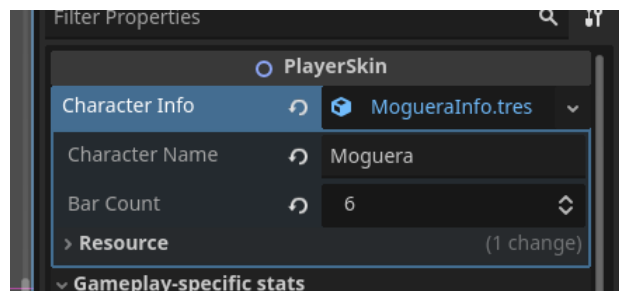 Filter Properties
PlayerSkin
Character Info MogueraInfo.tres
Character Name Moguera
Bar Count 6
Resource (1 change)
Gameplay-specific stats